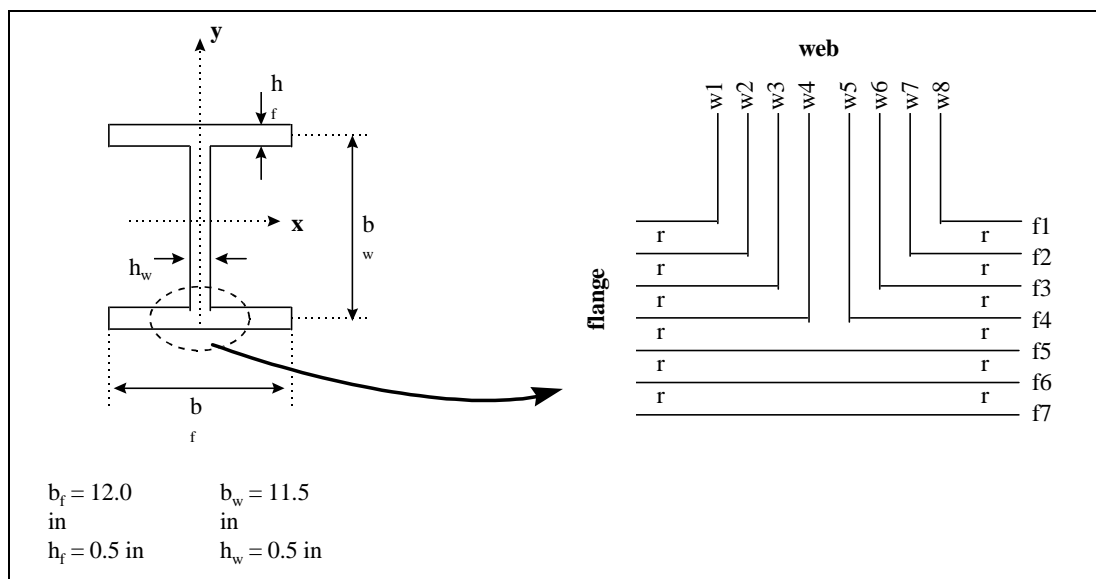 y
h
f
x
b
w
h_w
b
f
b_f = 12.0
in
h_f = 0.5 in
b_w = 11.5
in
h_w = 0.5 in
web
w1 w2 w3 w4 w5 w6 w7 w8
flange
f1
r r
f2
r r
f3
r r
f4
r r
f5
r r
f6
r r
f7